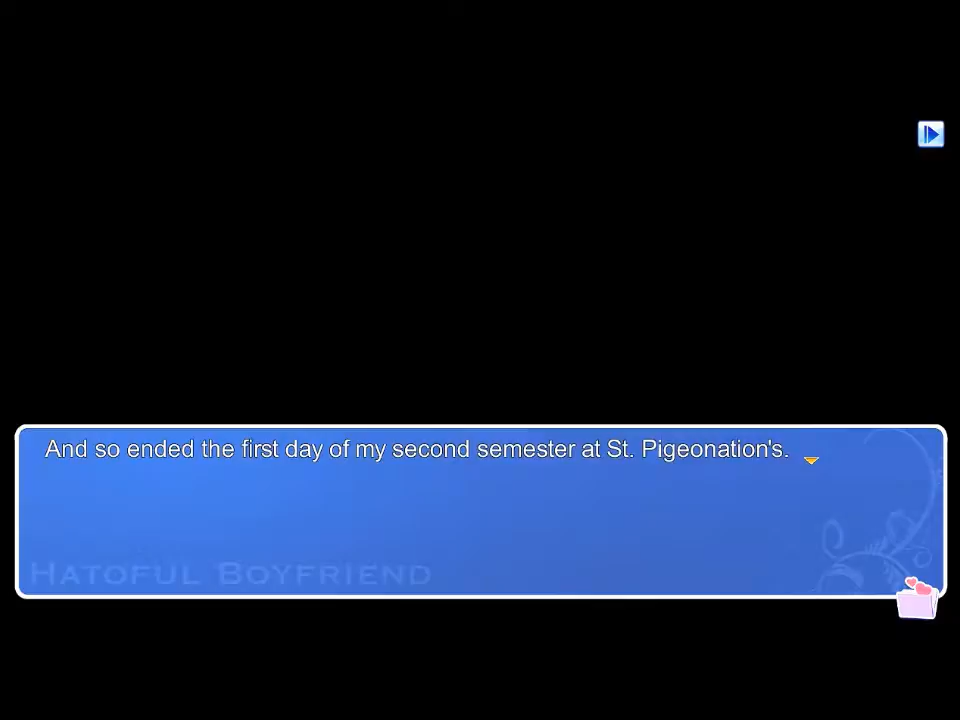 And so ended the first day of my second semester at St. Pigeonation's.
HATOFUL BOYFRIEND